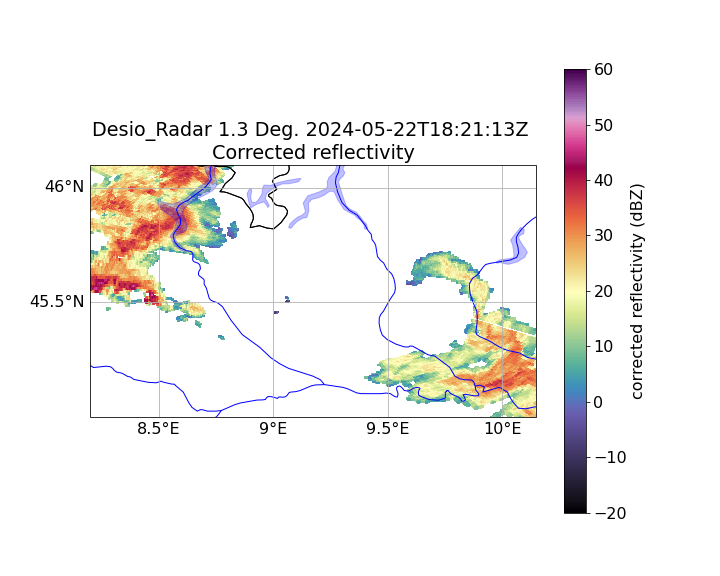 Desio_Radar 1.3 Deg. 2024-05-22T18:21:13Z
Corrected reflectivity
46°N
45.5°N
8.5°E
9°E
9.5°E
10°E
60
50
40
30
20
10
0
−10
−20
corrected reflectivity (dBZ)